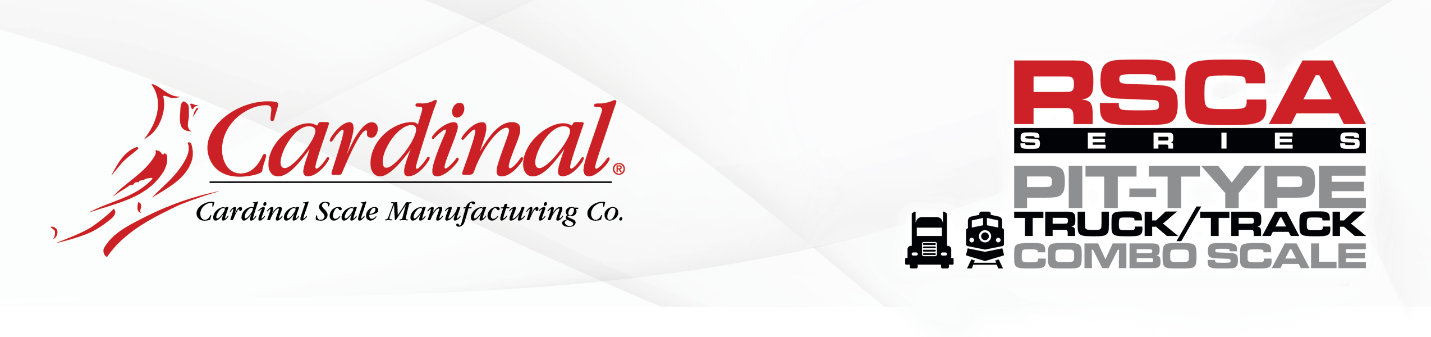 Cardinal®
Cardinal Scale Manufacturing Co.
RSCA
SERIES
PIT-TYPE
TRUCK/TRACK
COMBO SCALE